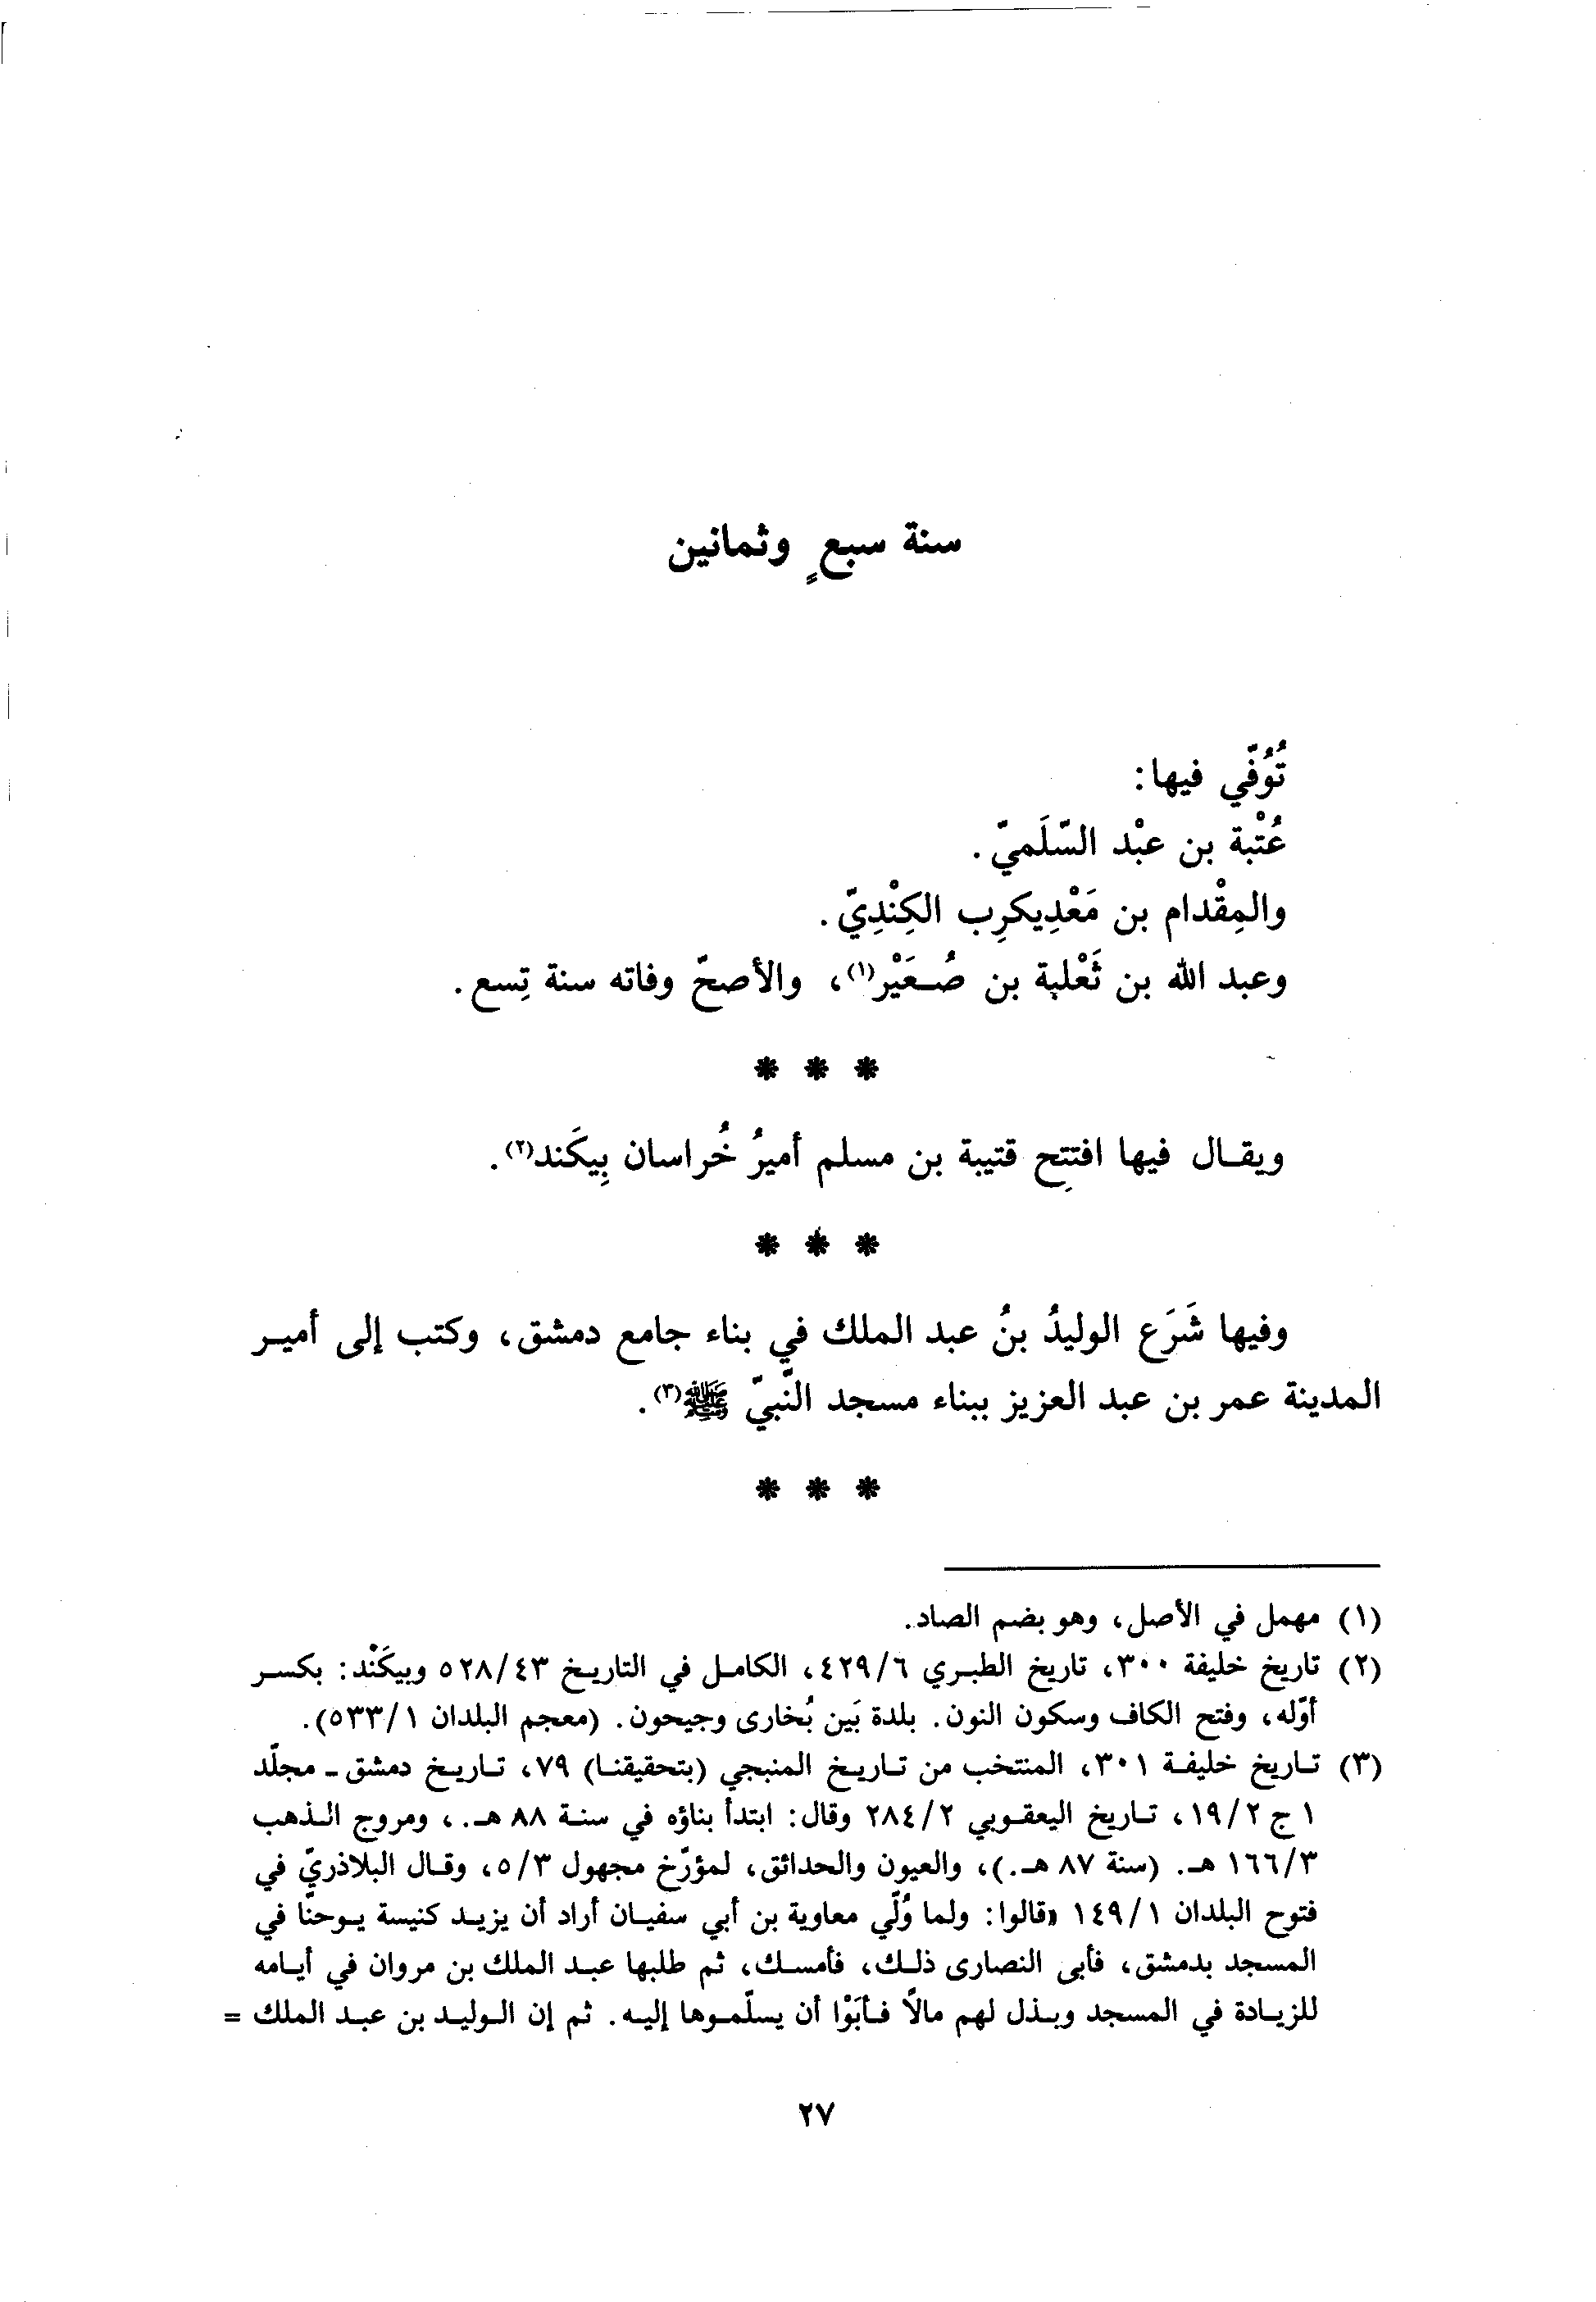 سنة سبعٍ وثمانين
تُوُفّي فيها:
عُتْبة بن عبْد السّلَميّ.
والمِقْدام بن مَعْدِيكرِب الكِنْدِيّ.
وعبد الله بن ثَعْلبة بن صُعَيْر(١)، والأصحّ وفاته سنة تِسع.
* * *
ويقال فيها افتتح قتيبة بن مسلم أميرُ خُراسان بِيكَند(٢).
* * *
وفيها شَرَع الوليدُ بنُ عبد الملك في بناء جامع دمشق، وكتب إلى أمير
المدينة عمر بن عبد العزيز ببناء مسجد النّبيّ ﷺ(٣).
* * *
(١) مهمل في الأصل، وهو بضم الصاد.
(٢) تاريخ خليفة ٣٠٠، تاريخ الطبري ٤٢٩/٦، الكامل في التاريخ ٥٢٨/٤٣ وبيكَنْد: بكسر
أوّله، وفتح الكاف وسكون النون. بلدة بَين بُخارى وجيحون. (معجم البلدان ٥٣٣/١).
(٣) تاريخ خليفة ٣٠١، المنتخب من تاريخ المنبجي (بتحقيقنا) ٧٩، تاريخ دمشق - مجلّد
١ ج ١٩/٢، تاريخ اليعقوبي ٢٨٤/٢ وقال: ابتدأ بناؤه في سنة ٨٨ هـ.، ومروج الذهب
١٦٦/٣ هـ. (سنة ٨٧ هـ.)، والعيون والحدائق، لمؤرّخ مجهول ٥/٣، وقال البلاذريّ في
فتوح البلدان ١٤٩/١ «قالوا: ولما وُلّي معاوية بن أبي سفيان أراد أن يزيد كنيسة يوحنّا في
المسجد بدمشق، فأبى النصارى ذلك، فأمسك، ثم طلبها عبد الملك بن مروان في أيامه
للزيادة في المسجد وبذل لهم مالاً فأبَوْا أن يسلّموها إليه. ثم إن الوليد بن عبد الملك =
٢٧